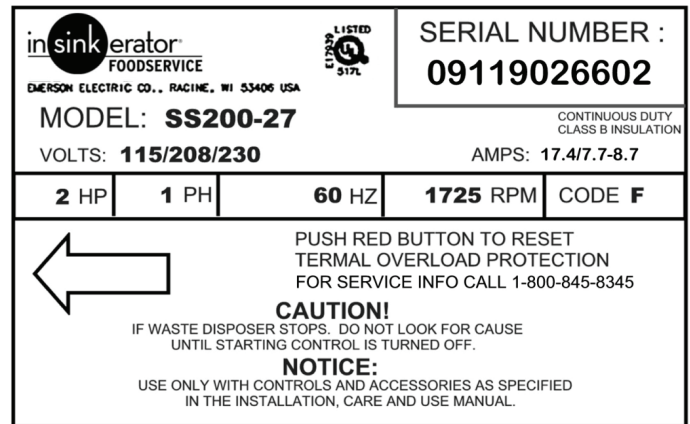 in sink erator
FOODSERVICE
EMERSON ELECTRIC CO., RACINE, WI 53406 USA
E17939
LISTED
UL
517L
SERIAL NUMBER :
09119026602
MODEL: SS200-27
CONTINUOUS DUTY
CLASS B INSULATION
VOLTS: 115/208/230
AMPS: 17.4/7.7-8.7
2 HP
1 PH
60 HZ
1725 RPM
CODE F
PUSH RED BUTTON TO RESET
TERMAL OVERLOAD PROTECTION
FOR SERVICE INFO CALL 1-800-845-8345
CAUTION!
IF WASTE DISPOSER STOPS. DO NOT LOOK FOR CAUSE
UNTIL STARTING CONTROL IS TURNED OFF.
NOTICE:
USE ONLY WITH CONTROLS AND ACCESSORIES AS SPECIFIED
IN THE INSTALLATION, CARE AND USE MANUAL.